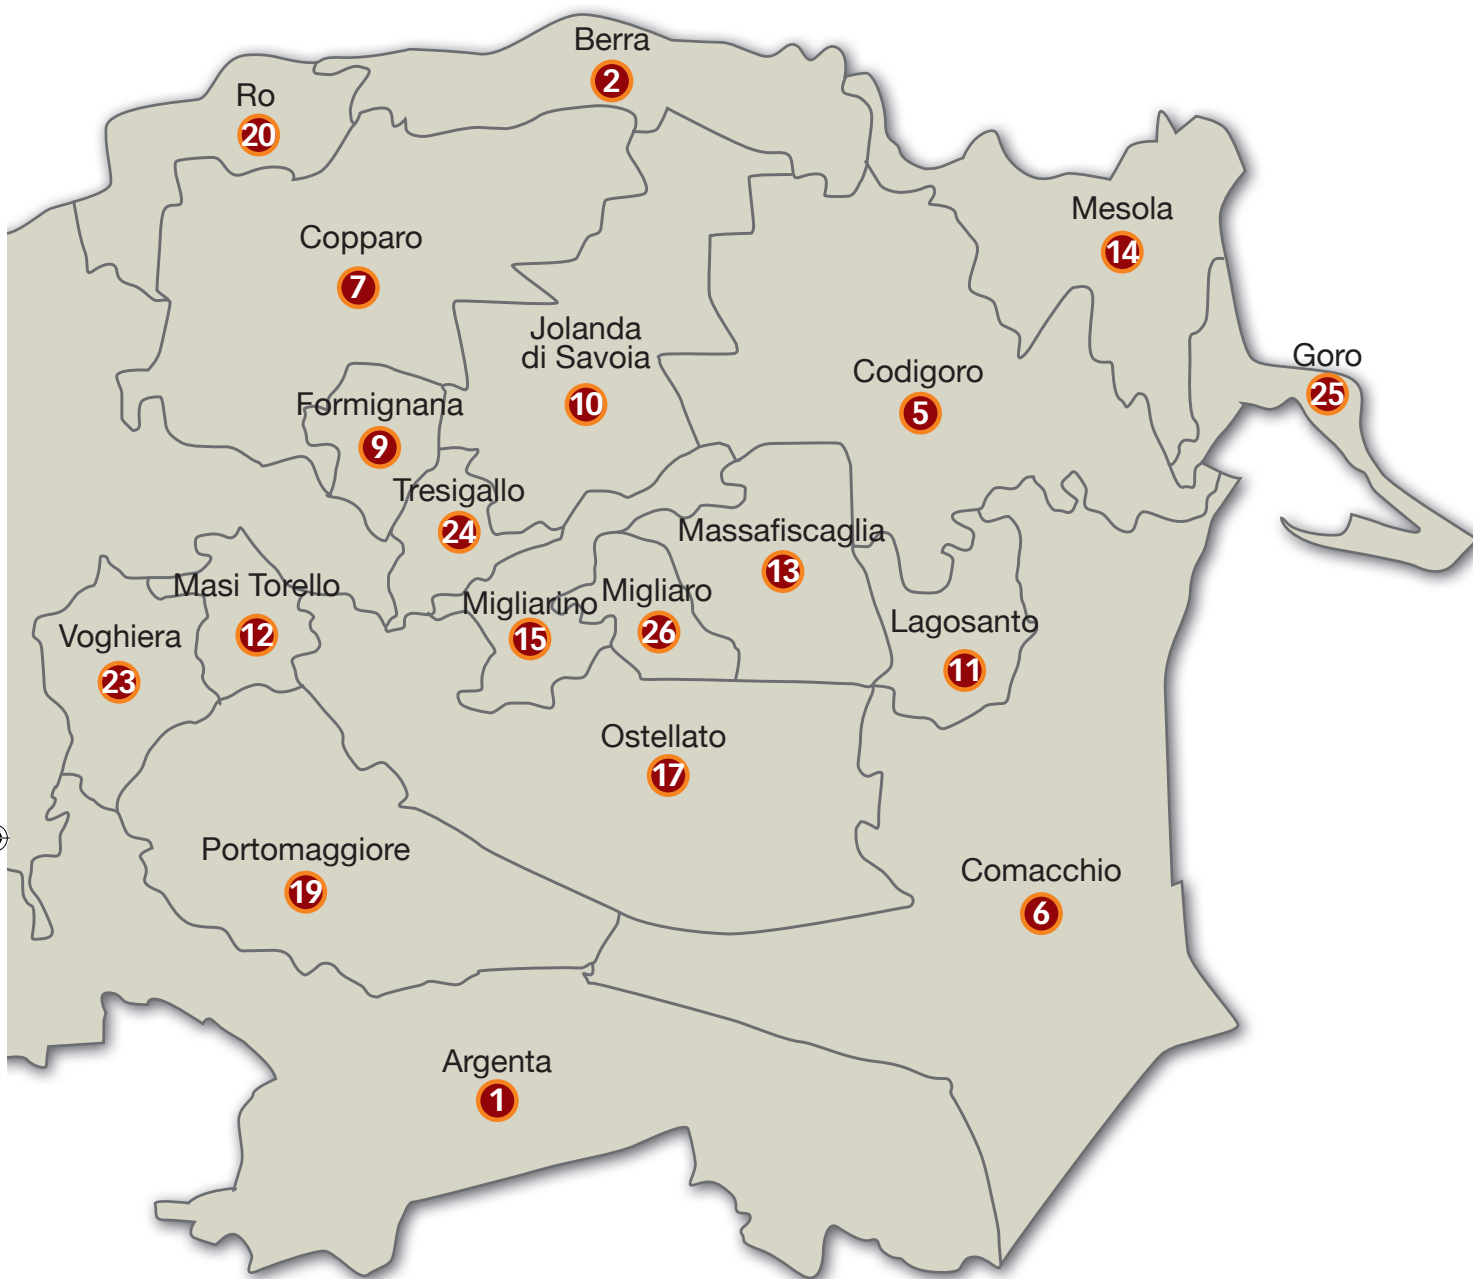 Berra
2
Ro
20
Mesola
14
Copparo
7
Jolanda
di Savoia
10
Goro
25
Codigoro
5
Formignana
9
Tresigallo
24
Massafiscaglia
13
Masi Torello
12
Migliarino
15
Migliaro
26
Lagosanto
11
Voghiera
23
Ostellato
17
Portomaggiore
19
Comacchio
6
Argenta
1